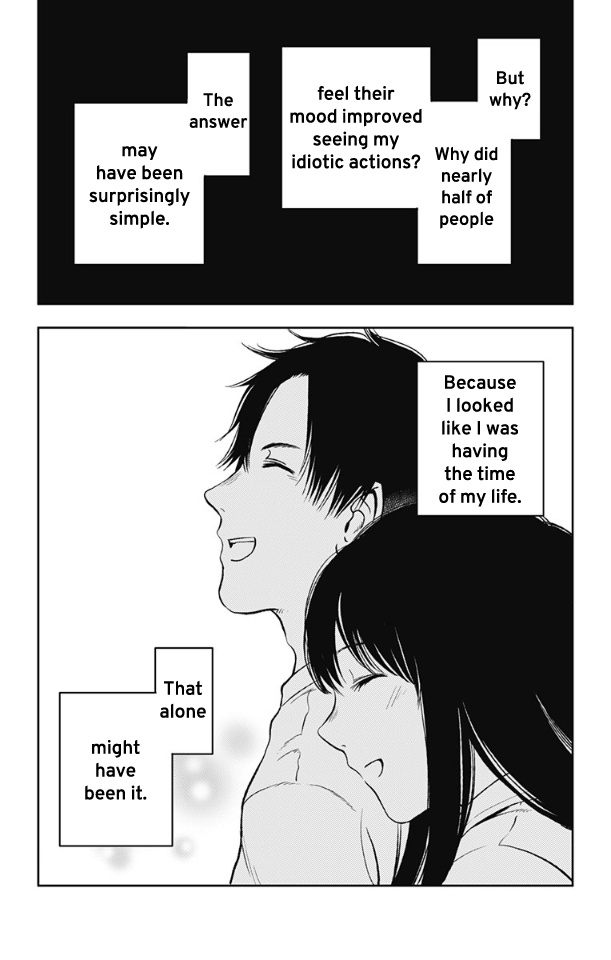 But
why?
Why did
nearly
half of
people
feel their
mood improved
seeing my
idiotic actions?
The
answer
may
have been
surprisingly
simple.
Because
I looked
like I was
having
the time
of my life.
That
alone
might
have
been it.